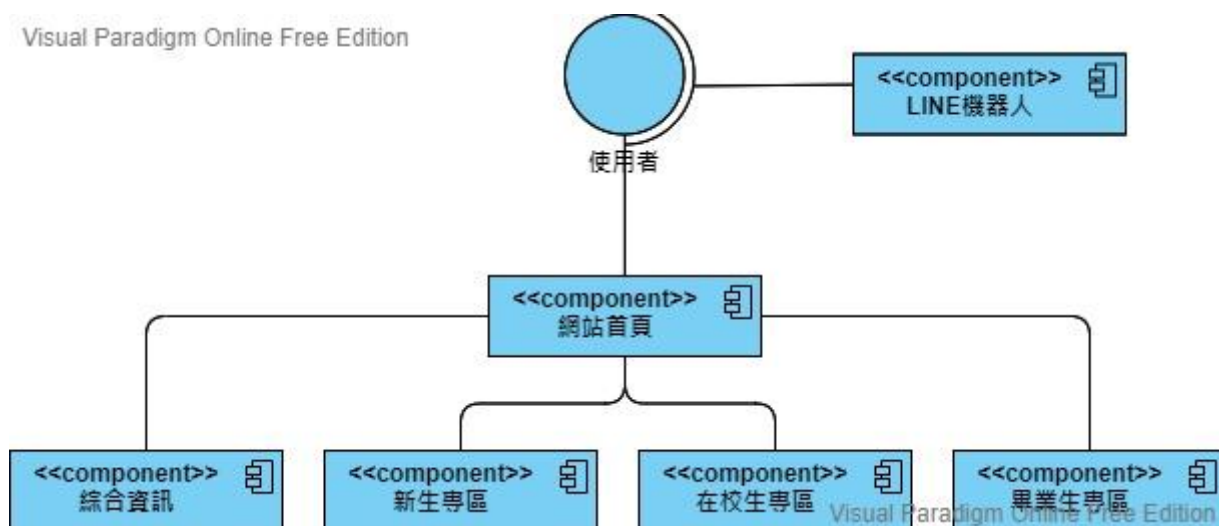 Visual Paradigm Online Free Edition
<<component>>
LINE機器人
使用者
<<component>>
網站首頁
<<component>>
綜合資訊
<<component>>
新生專區
<<component>>
在校生專區
<<component>>
畢業生專區
Visual Paradigm Online Free Edition